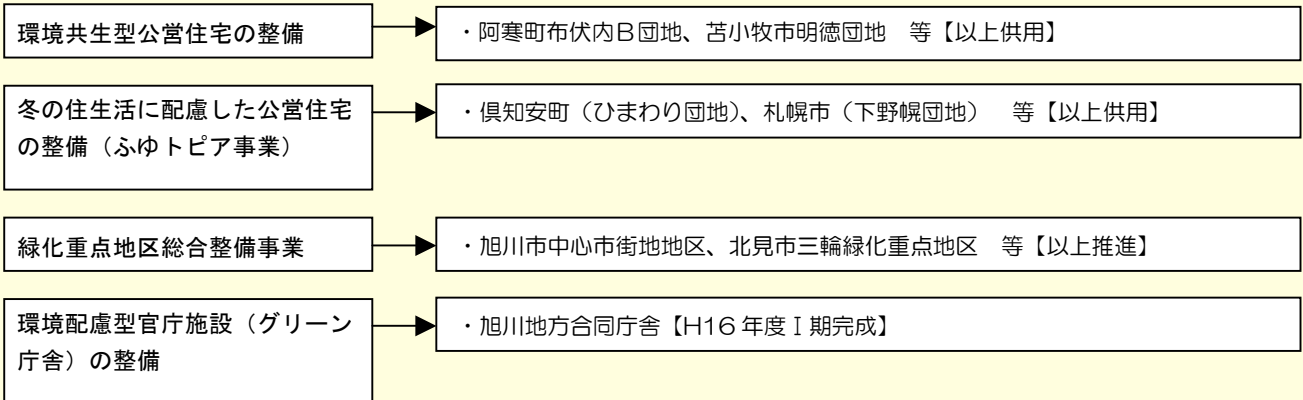 環境共生型公営住宅の整備
・阿寒町布伏内B団地、苫小牧市明徳団地　等【以上供用】
冬の住生活に配慮した公営住宅
の整備（ふゆトピア事業）
・倶知安町（ひまわり団地）、札幌市（下野幌団地）　等【以上供用】
緑化重点地区総合整備事業
・旭川市中心市街地地区、北見市三輪緑化重点地区　等【以上推進】
環境配慮型官庁施設（グリーン
庁舎）の整備
・旭川地方合同庁舎【H16年度Ⅰ期完成】